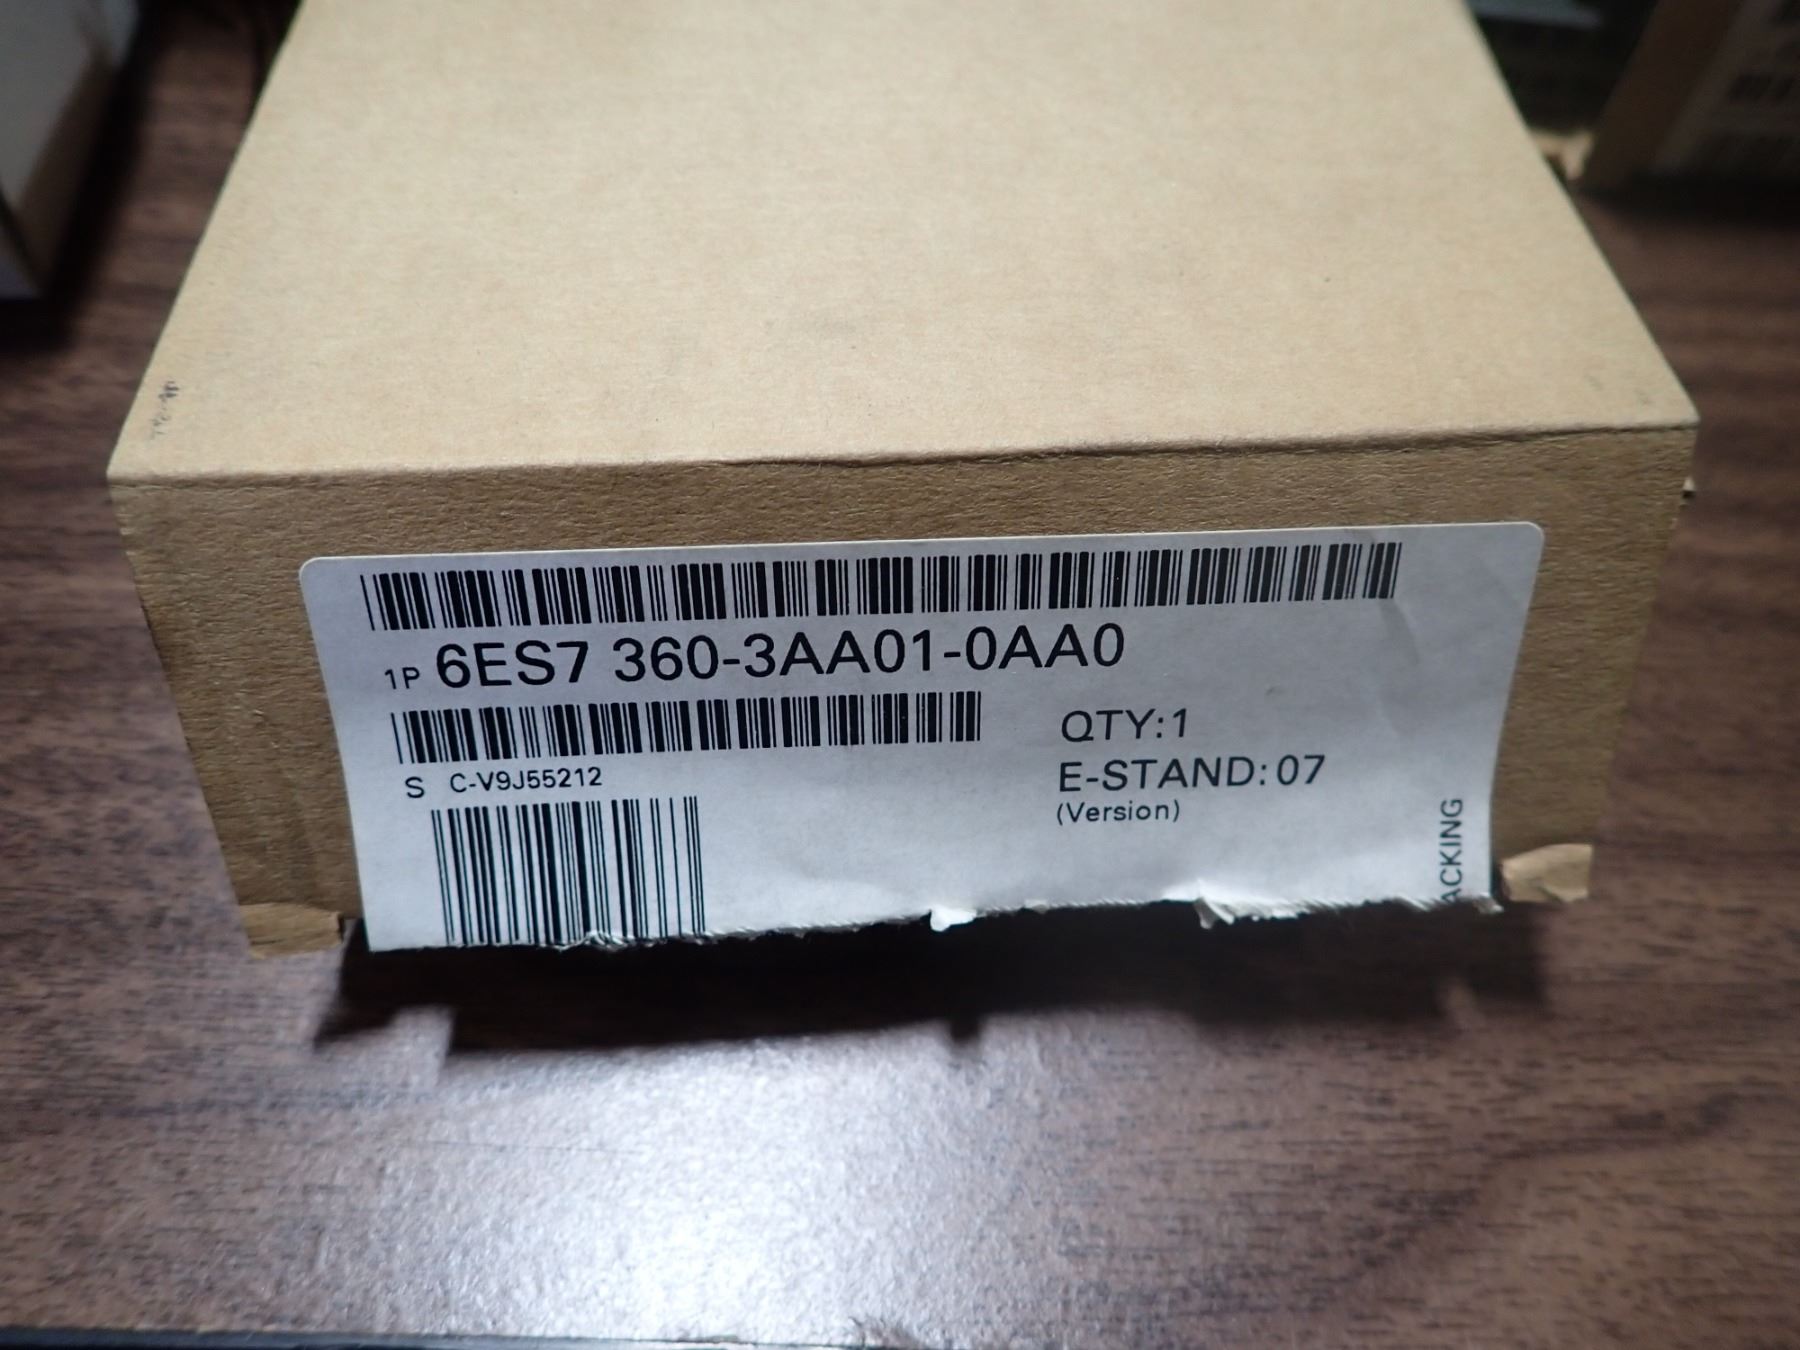 1P 6ES7 360-3AA01-0AA0
S C-V9J55212
QTY:1
E-STAND:07
(Version)
ACKING